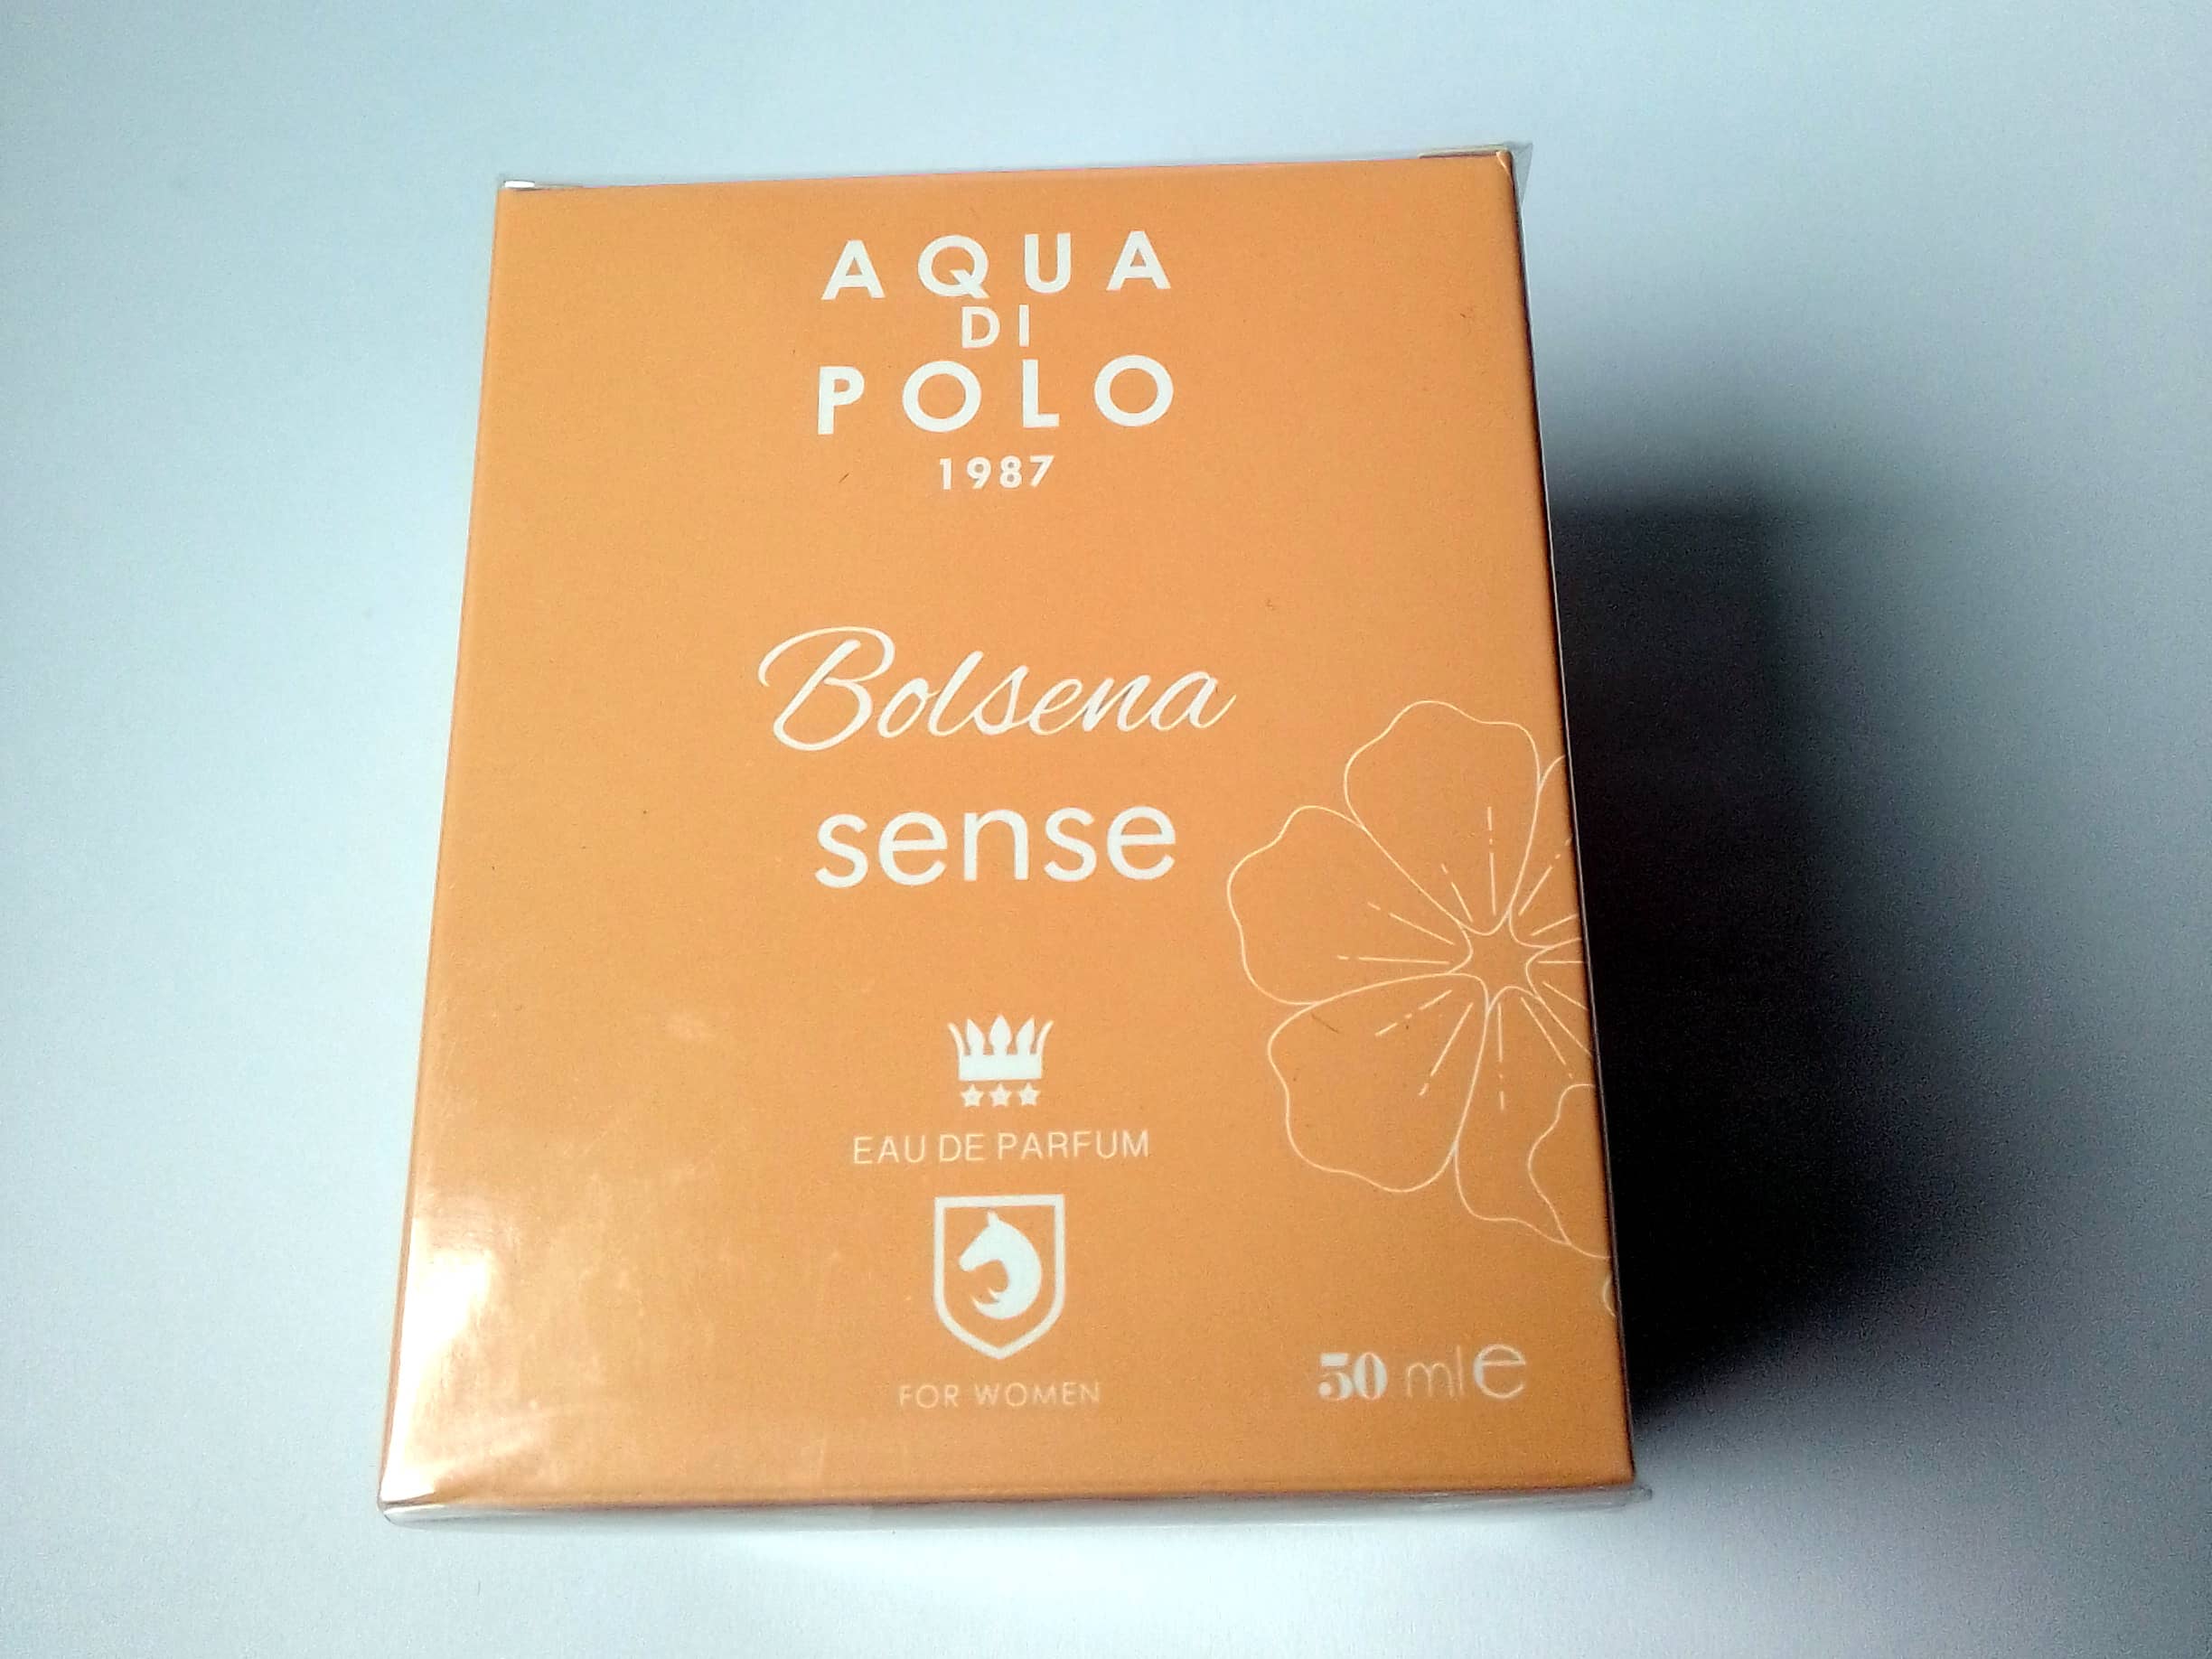 AQUA
DI
POLO
1987
Bolsena
sense
EAU DE PARFUM
FOR WOMEN
50 ml e